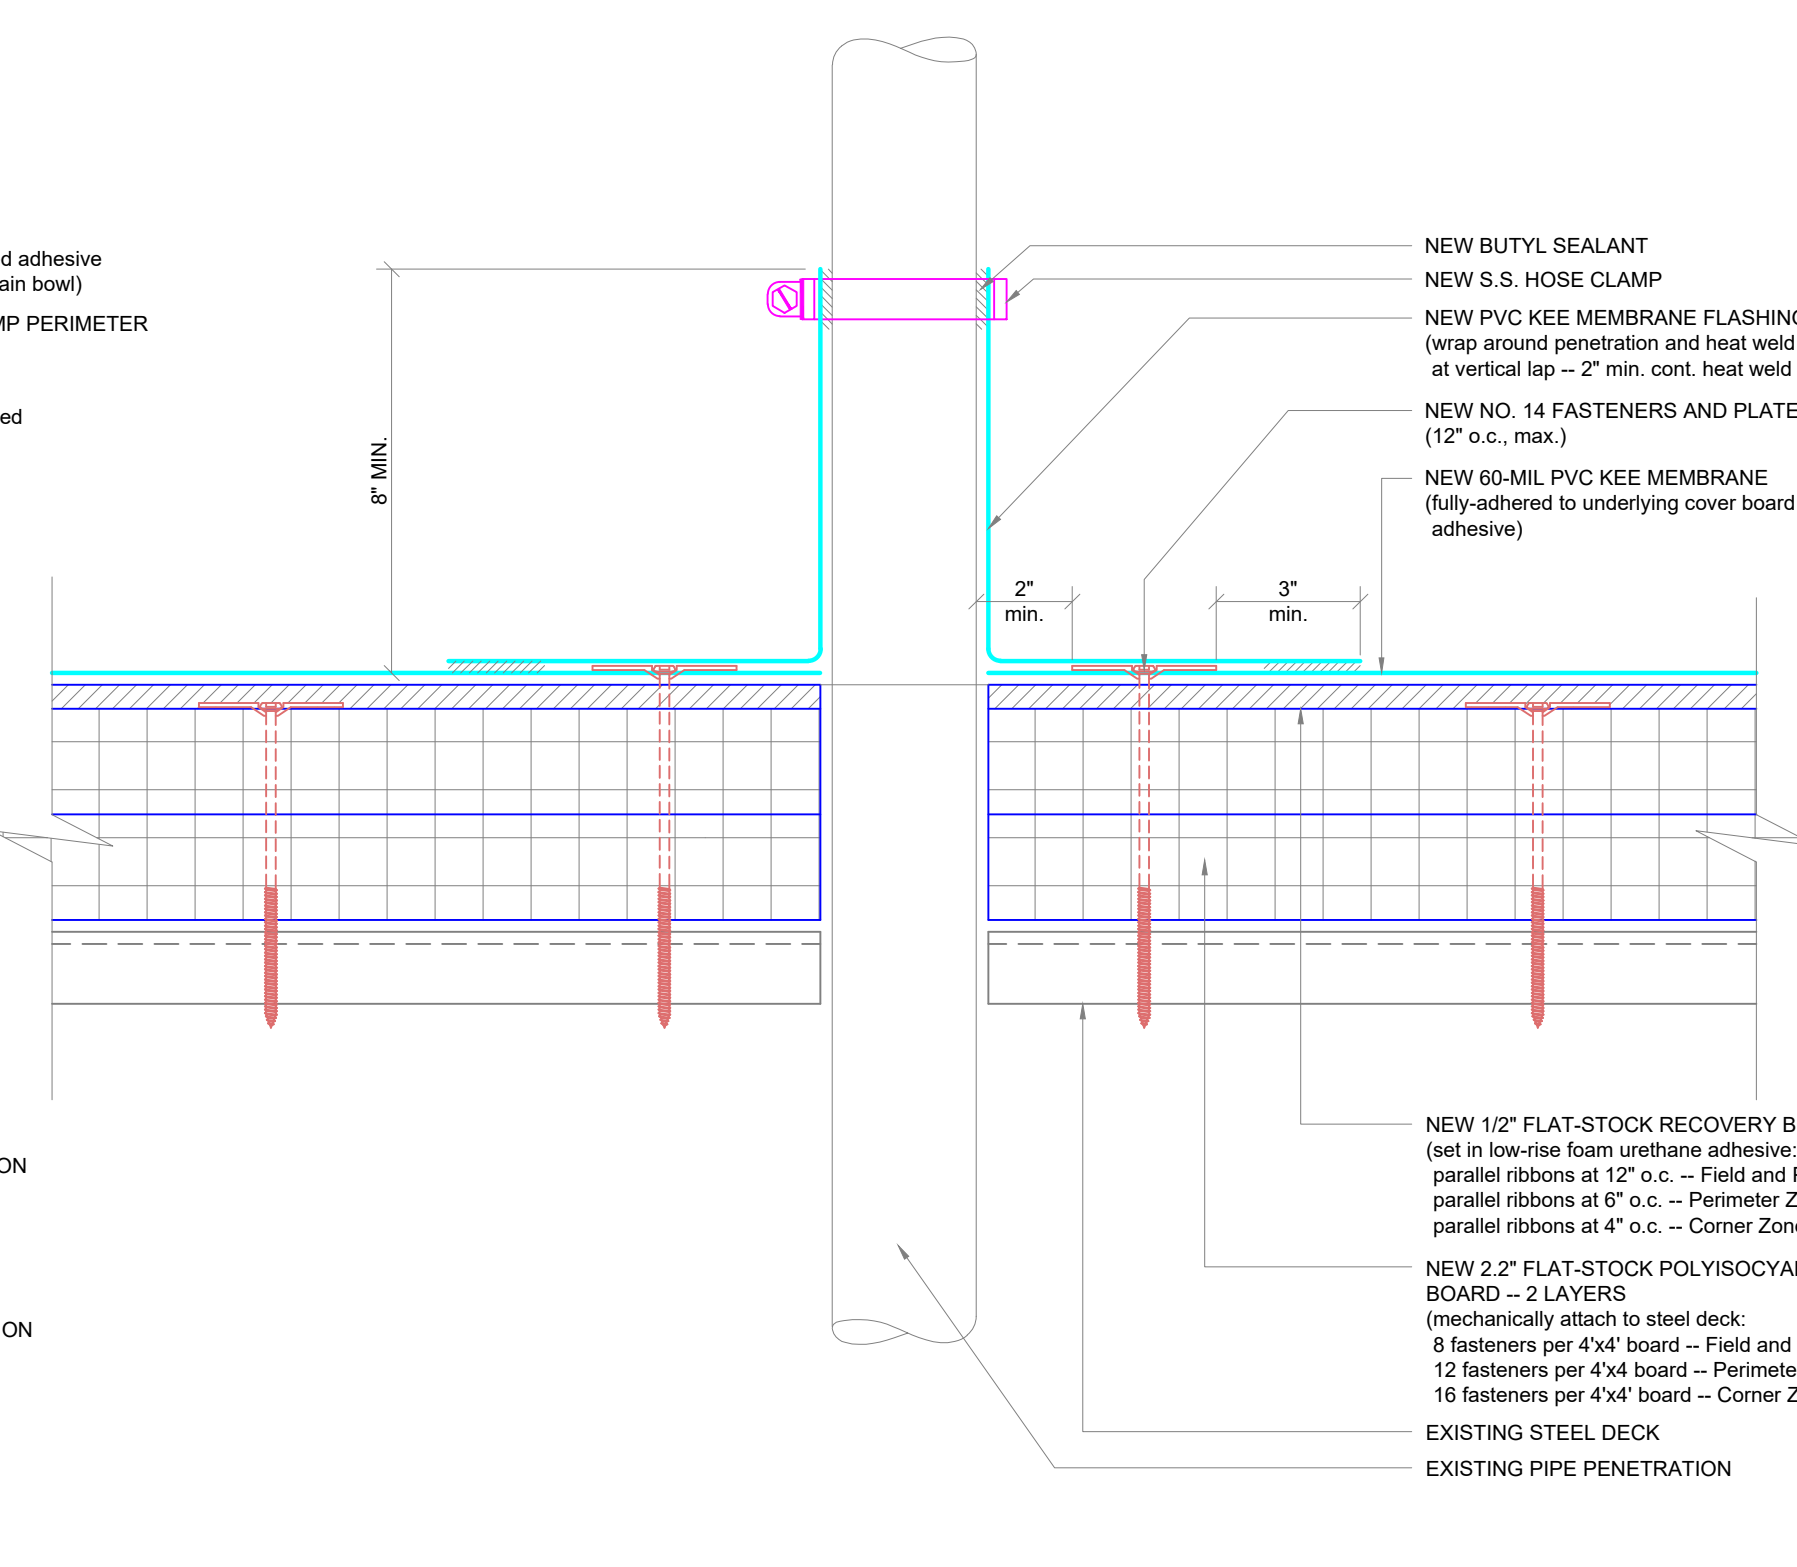 d adhesive
ain bowl)
MP PERIMETER
ed
ON
ON
8" MIN.
2"
min.
3"
min.
NEW BUTYL SEALANT
NEW S.S. HOSE CLAMP
NEW PVC KEE MEMBRANE FLASHING
(wrap around penetration and heat weld
at vertical lap -- 2" min. cont. heat weld
NEW NO. 14 FASTENERS AND PLATE
(12" o.c., max.)
NEW 60-MIL PVC KEE MEMBRANE
(fully-adhered to underlying cover board
adhesive)
NEW 1/2" FLAT-STOCK RECOVERY B
(set in low-rise foam urethane adhesive:
parallel ribbons at 12" o.c. -- Field and
parallel ribbons at 6" o.c. -- Perimeter Z
parallel ribbons at 4" o.c. -- Corner Zon
NEW 2.2" FLAT-STOCK POLYISOCYA
BOARD -- 2 LAYERS
(mechanically attach to steel deck:
8 fasteners per 4'x4' board -- Field and
12 fasteners per 4'x4 board -- Perimete
16 fasteners per 4'x4' board -- Corner Z
EXISTING STEEL DECK
EXISTING PIPE PENETRATION